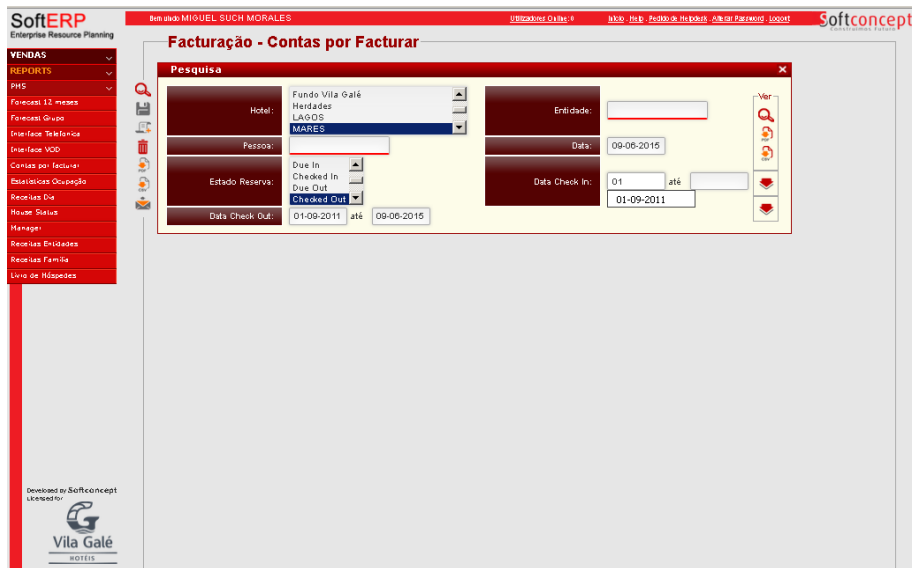 SoftERP
Enterprise Resource Planning
Bem vindo MIGUEL SUCH MORALES
Utilizadores Online:
Início . Help . Pedido de Helpdesk . Alterar Password . Logout
Softconcept
Construímos Futuro
VENDAS
REPORTS
PMS
Forecast 12 meses
Forecast Grupo
Interface Telefonica
Interface VOD
Contas por facturar
Estatísticas Ocupação
Receitas Dia
House Status
Manager
Receitas Entidades
Receitas Família
Livro de Hóspedes
Facturação - Contas por Facturar
Pesquisa
Hotel:
Fundo Vila Galé
Herdades
LAGOS
MARES
Entidade:
Ver
Pessoa:
Data: 09-06-2015
Estado Reserva:
Due In
Checked In
Due Out
Checked Out
Data Check In: 01 até
01-09-2011
Data Check Out: 01-09-2011 até 09-06-2015
Developed by Softconcept
Licensed for
Vila Galé
HOTÉIS